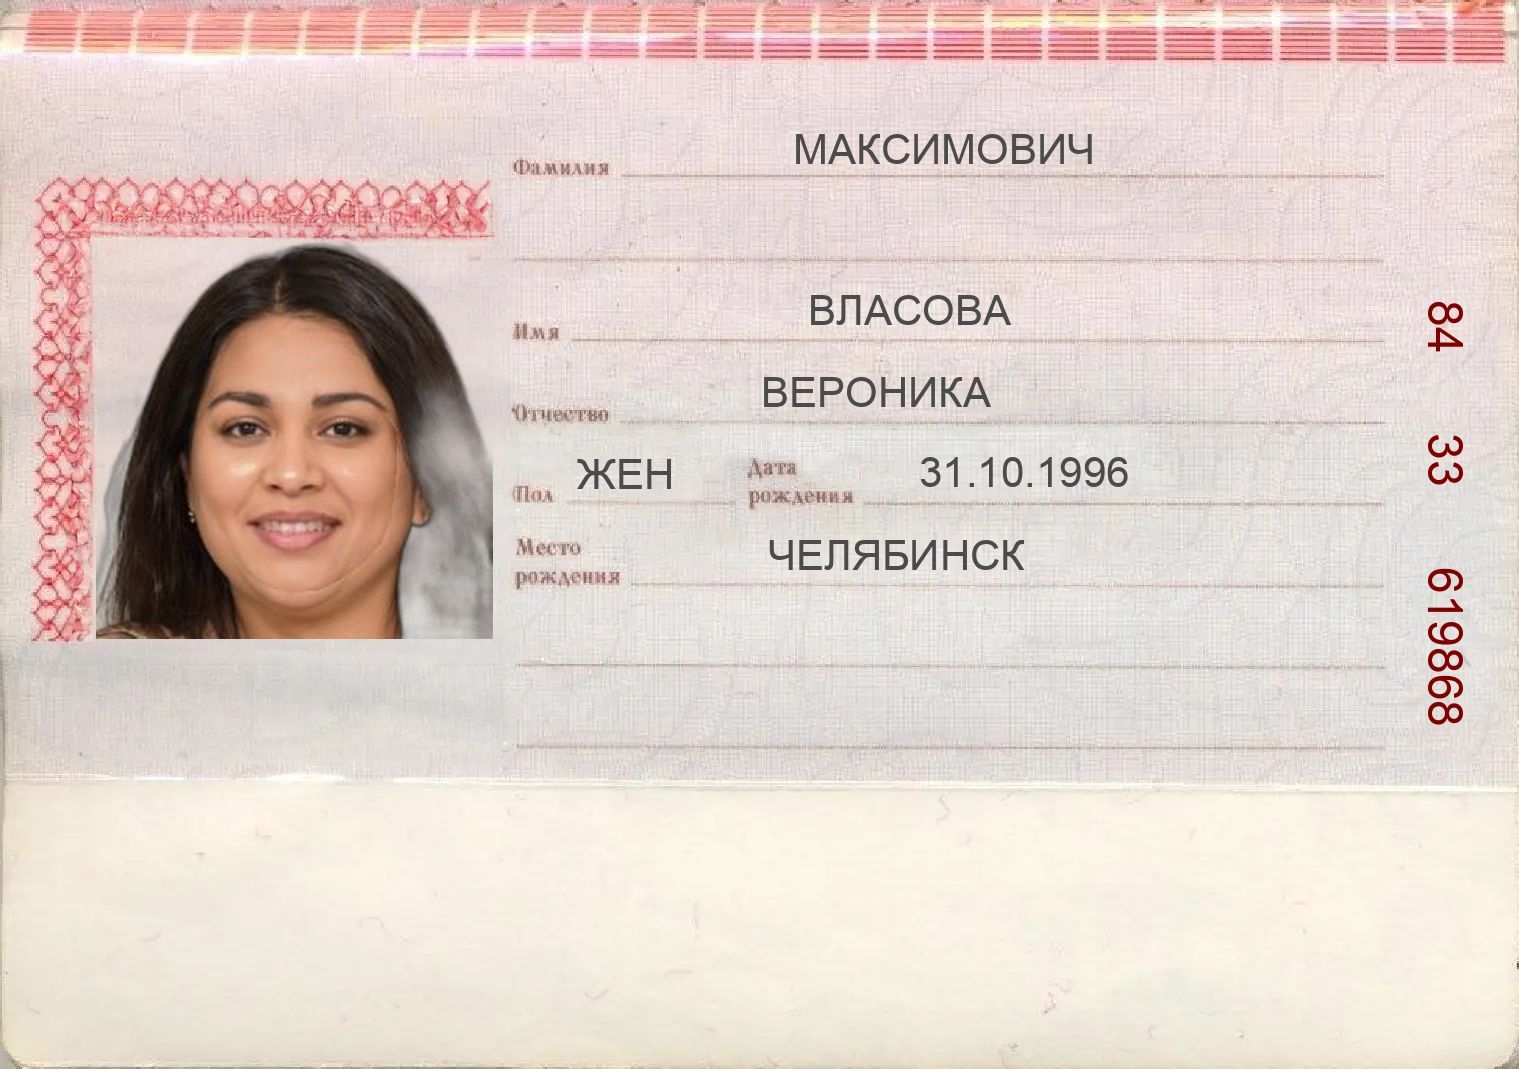 Фамилия МАКСИМОВИЧ
Имя ВЛАСОВА
Отчество ВЕРОНИКА
Пол ЖЕН Дата рождения 31.10.1996
Место рождения ЧЕЛЯБИНСК
84 33 619868